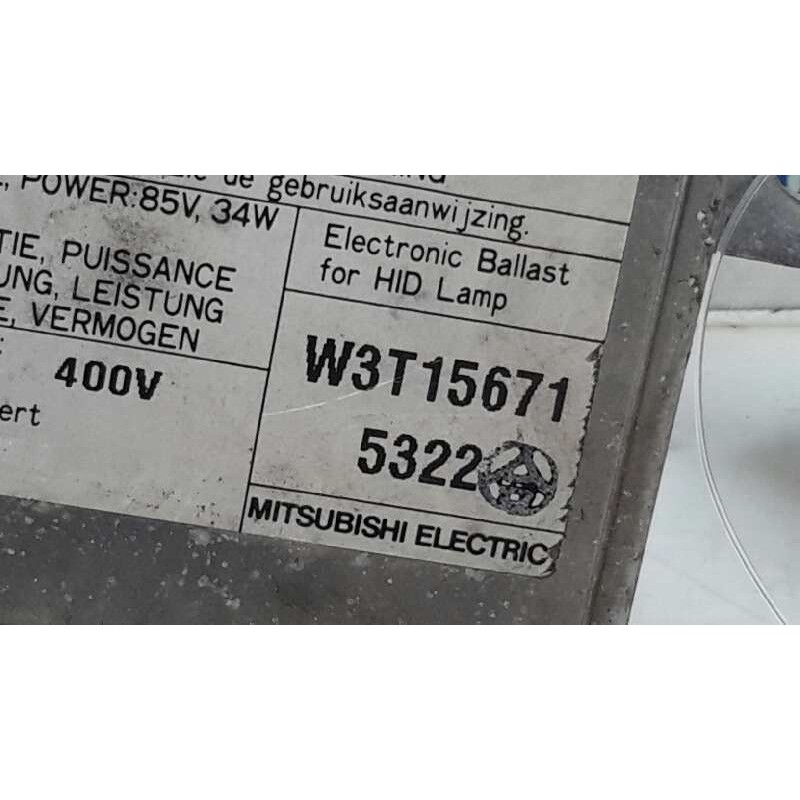 de gebruiksaanwijzing.
POWER:85V, 34W
TIE, PUISSANCE
UNG, LEISTUNG
E, VERMOGEN
400V
ert
Electronic Ballast
for HID Lamp
W3T15671
5322
MITSUBISHI ELECTRIC